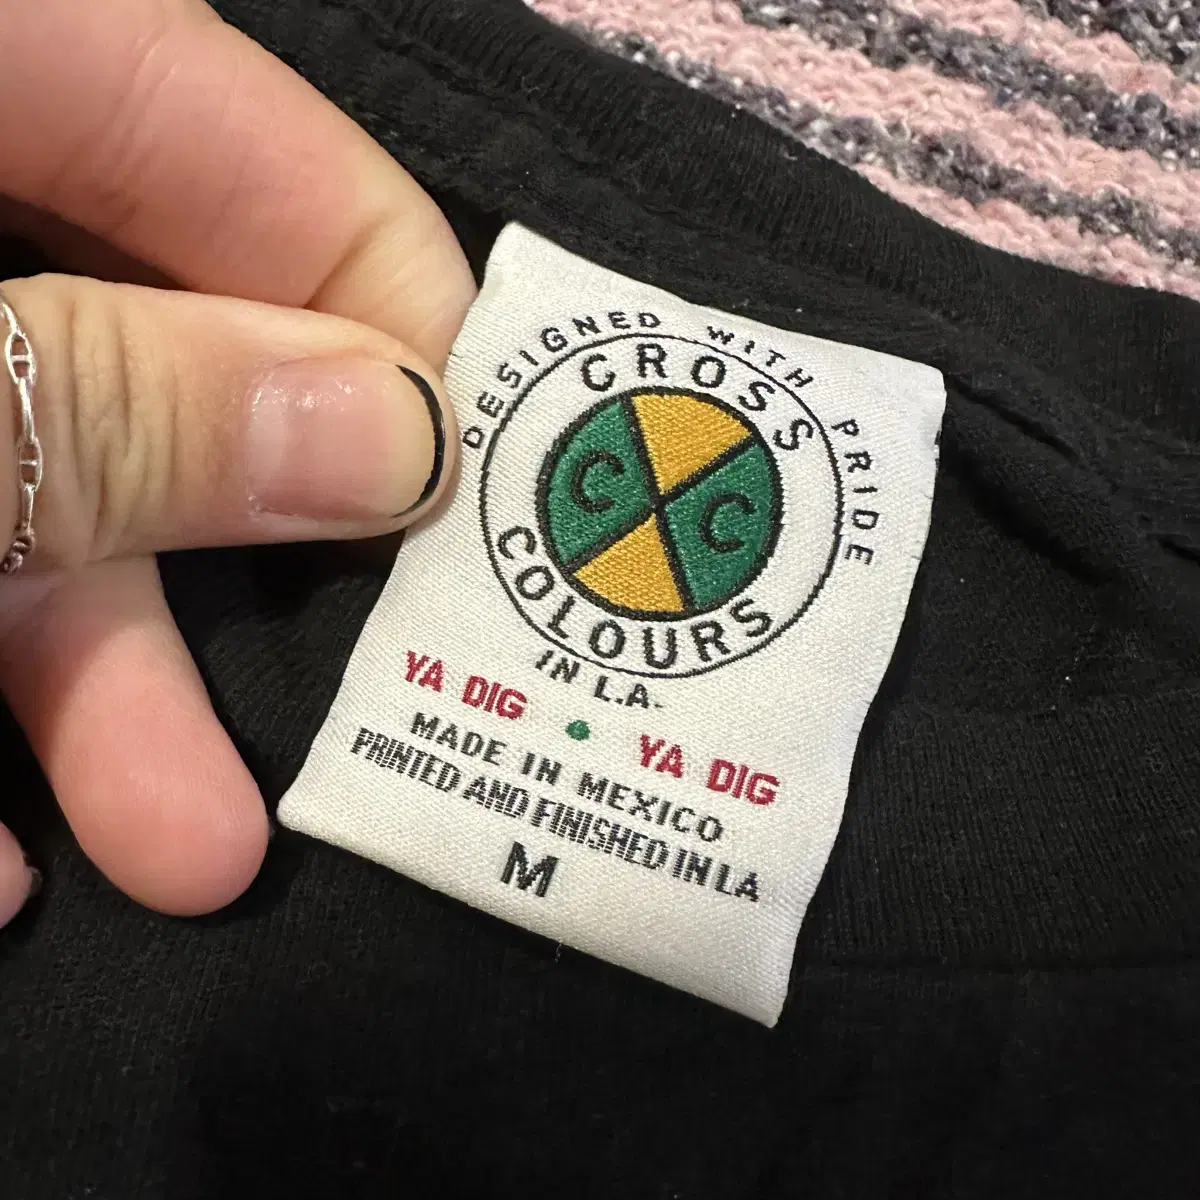 DESIGNED WITH PRIDE
CROSS
C C
COLOURS
IN L.A.
YA DIG • YA DIG
MADE IN MEXICO
PRINTED AND FINISHED IN LA
M